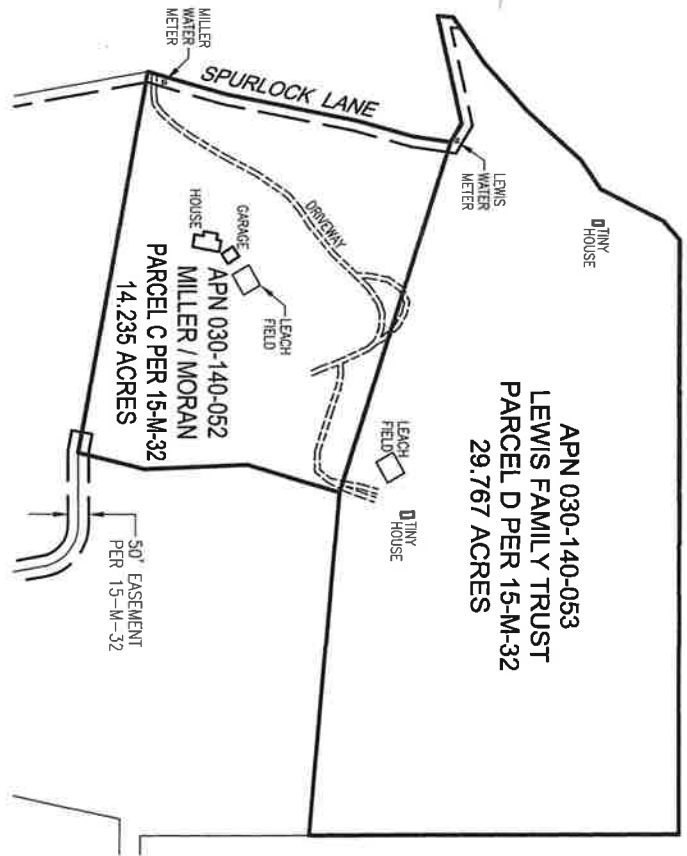 MILLER
WATER
METER
SPURLOCK LANE
LEWIS
WATER
METER
TINY
HOUSE
DRIVEWAY
HOUSE
GARAGE
LEACH
FIELD
APN 030-140-052
MILLER / MORAN
PARCEL C PER 15-M-32
14.235 ACRES
APN 030-140-053
LEWIS FAMILY TRUST
PARCEL D PER 15-M-32
29.767 ACRES
LEACH
FIELD
TINY
HOUSE
50' EASEMENT
PER 15-M-32